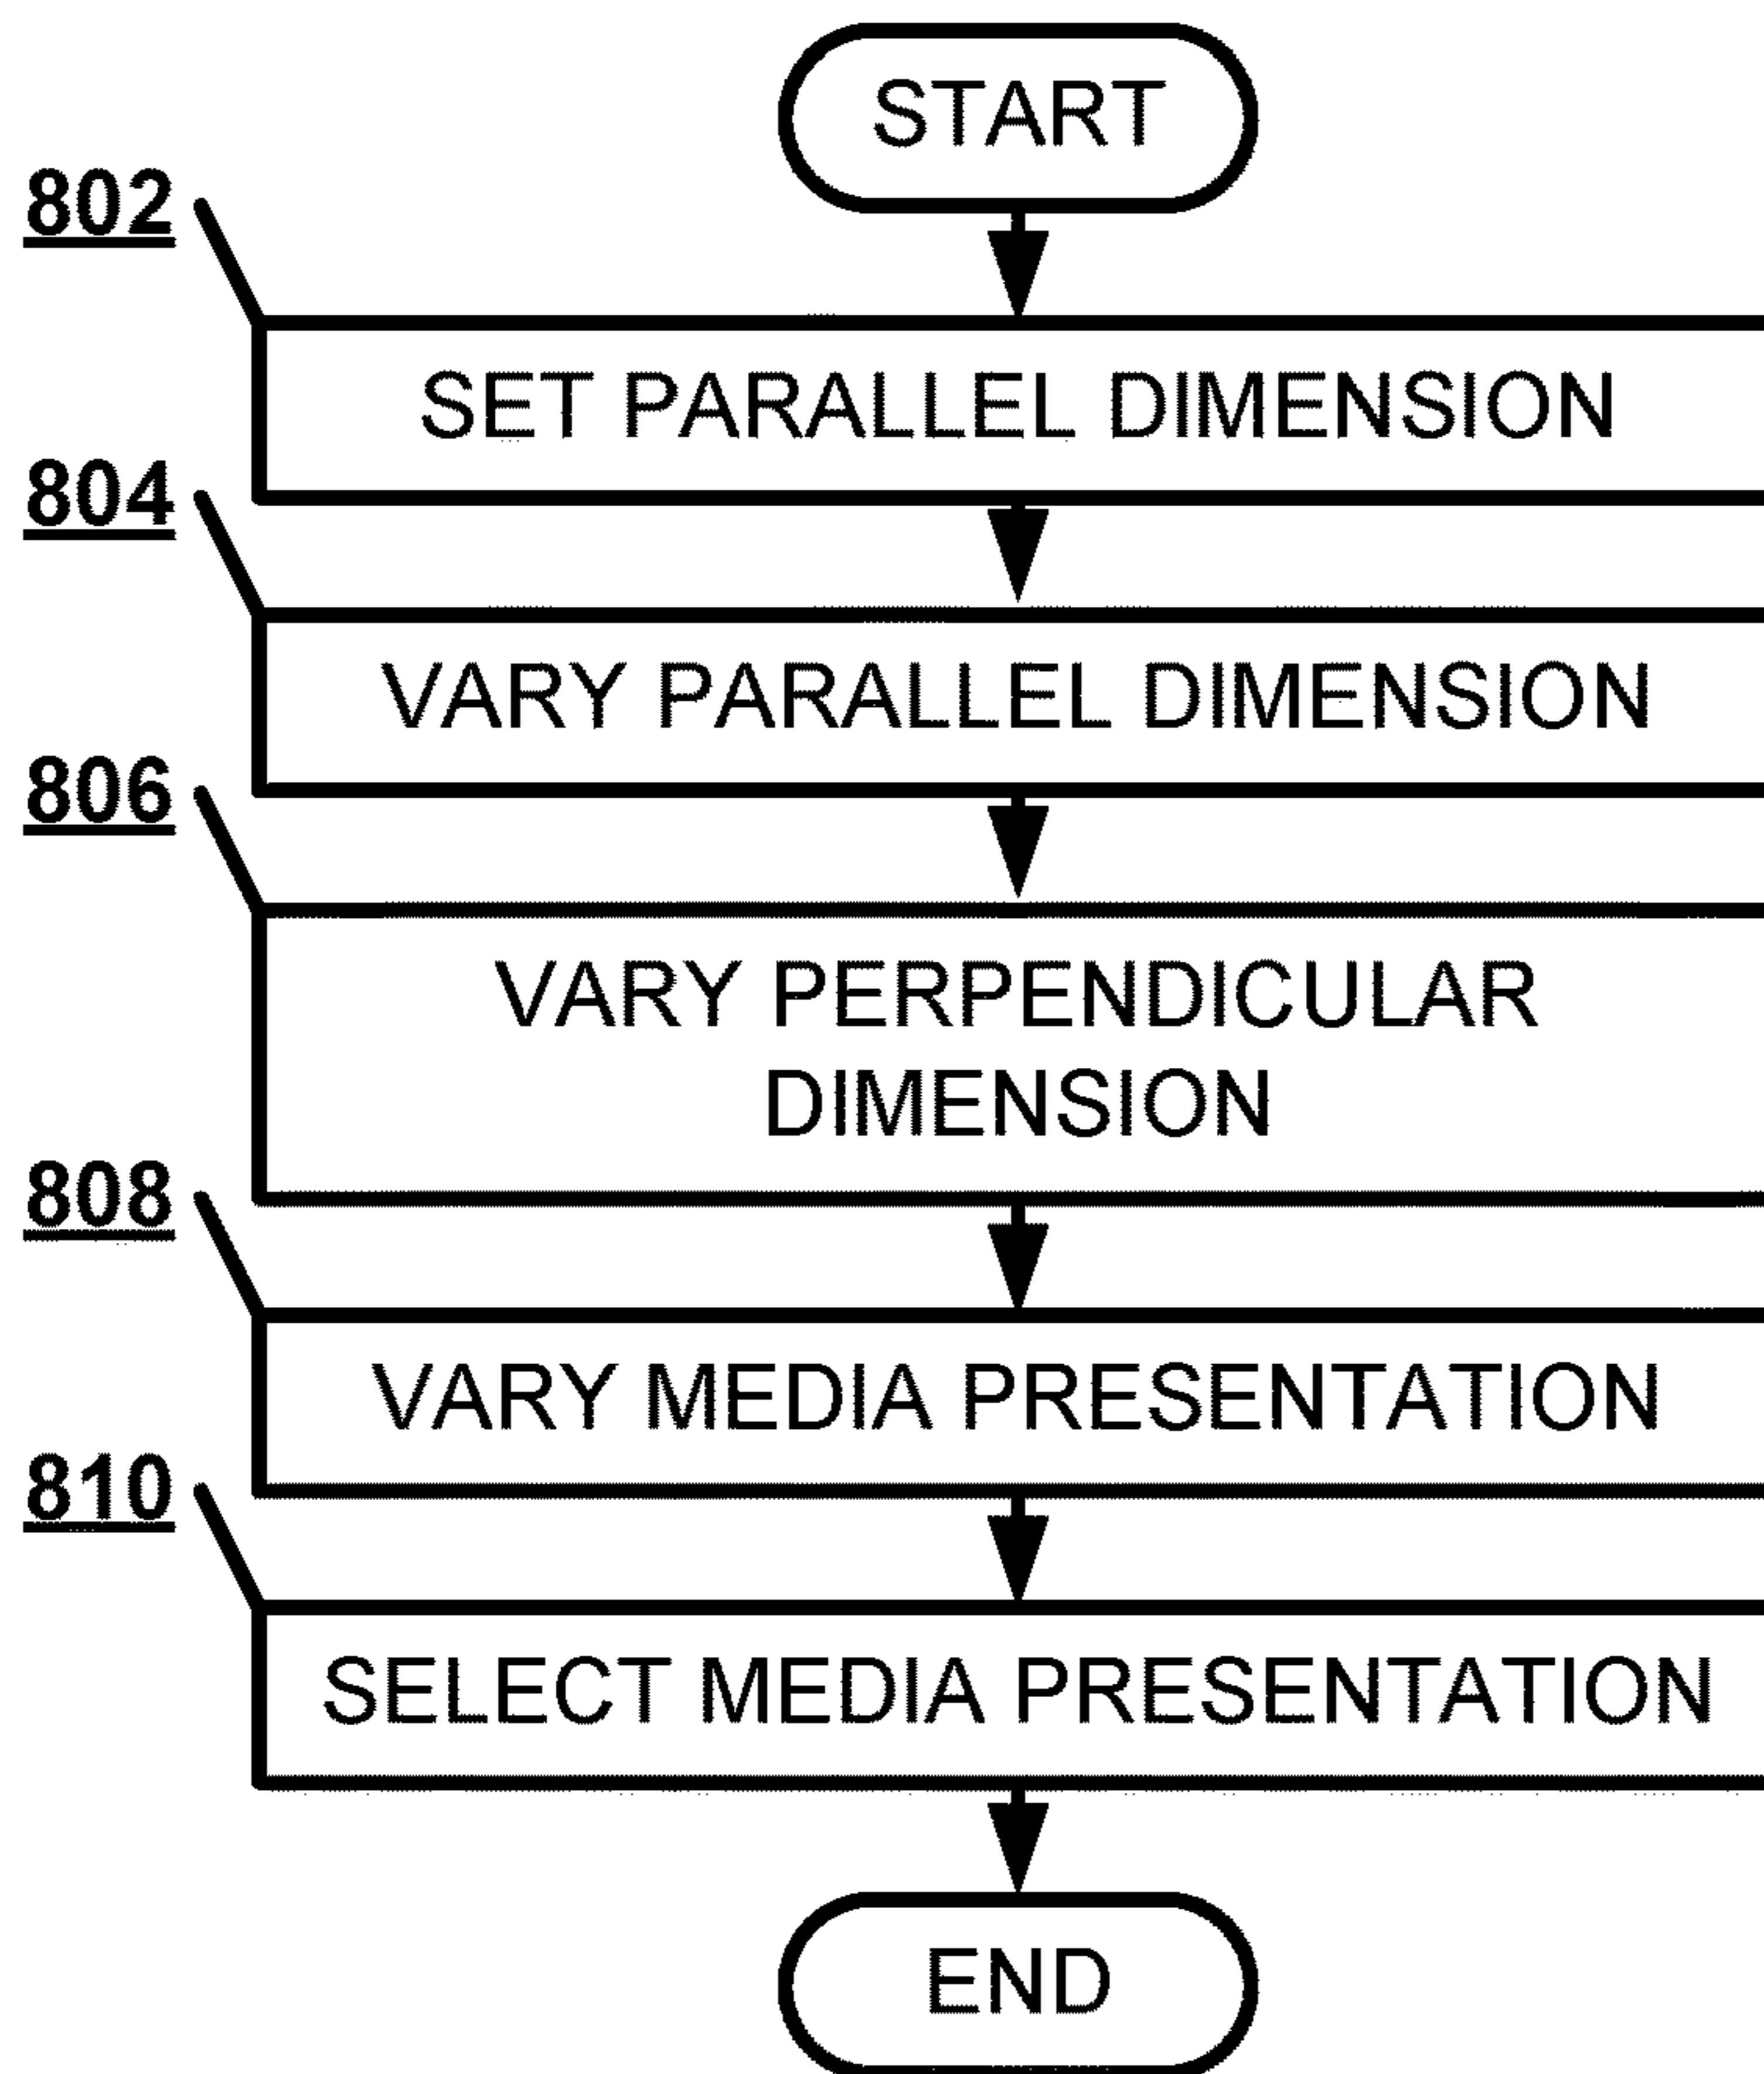 START
802
SET PARALLEL DIMENSION
804
VARY PARALLEL DIMENSION
806
VARY PERPENDICULAR
DIMENSION
808
VARY MEDIA PRESENTATION
810
SELECT MEDIA PRESENTATION
END